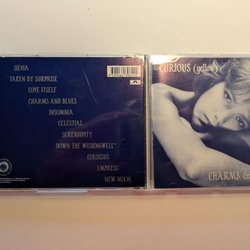 SILVIA
TAKEN BY SURPRISE
LOVE ITSELF
CHARMS AND BLUES
INSOMNIA
CELESTIAL
SERENDIPITY
DOWN THE WISHINGWELL*
COLOSSUS
EMPRESS
NEW MOON
CURIOUS (yellow)
CHARMS &